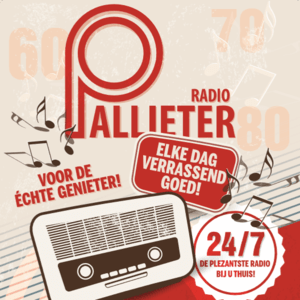 60
70
80
RADIO
PALLIETER
VOOR DE
ÉCHTE GENIETER!
ELKE DAG
VERRASSEND
GOED!
24/7
DE PLEZANTSTE RADIO
BIJ U THUIS!